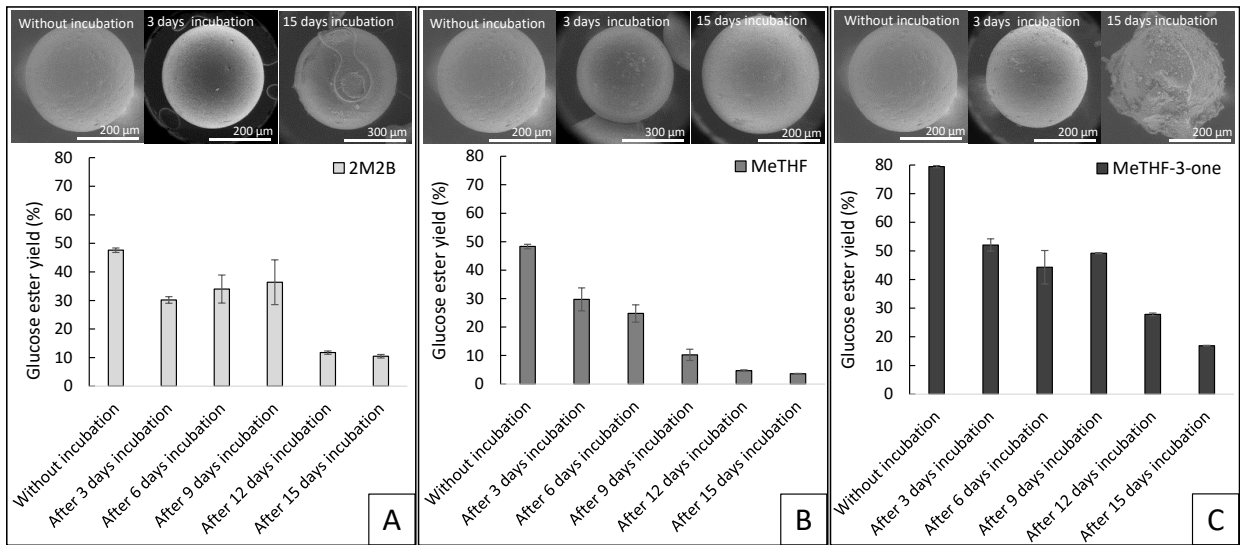 Without incubation
3 days incubation
15 days incubation
200 µm
200 µm
300 µm
80
70
60
50
40
30
20
10
0
Glucose ester yield (%)
2M2B
Without incubation
After 3 days incubation
After 6 days incubation
After 9 days incubation
After 12 days incubation
After 15 days incubation
A
Without incubation
3 days incubation
15 days incubation
200 µm
300 µm
200 µm
80
70
60
50
40
30
20
10
0
Glucose ester yield (%)
MeTHF
Without incubation
After 3 days incubation
After 6 days incubation
After 9 days incubation
After 12 days incubation
After 15 days incubation
B
Without incubation
3 days incubation
15 days incubation
200 µm
200 µm
200 µm
80
70
60
50
40
30
20
10
0
Glucose ester yield (%)
MeTHF-3-one
Without incubation
After 3 days incubation
After 6 days incubation
After 9 days incubation
After 12 days incubation
After 15 days incubation
C